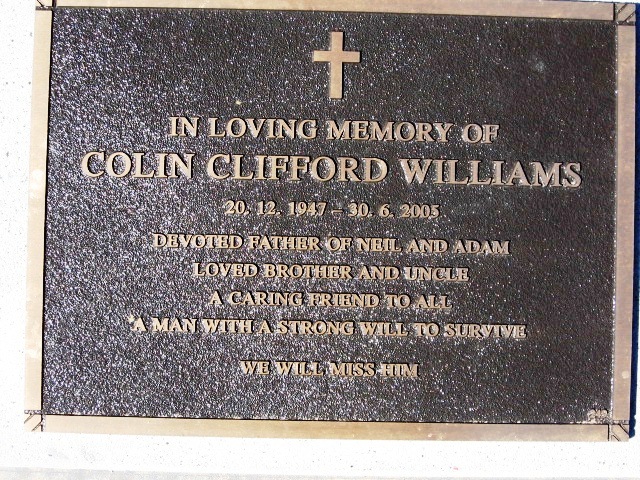 IN LOVING MEMORY OF
COLIN CLIFFORD WILLIAMS
20. 12. 1947 – 30. 6. 2005
DEVOTED FATHER OF NEIL AND ADAM
LOVED BROTHER AND UNCLE
A CARING FRIEND TO ALL
"A MAN WITH A STRONG WILL TO SURVIVE
WE WILL MISS HIM